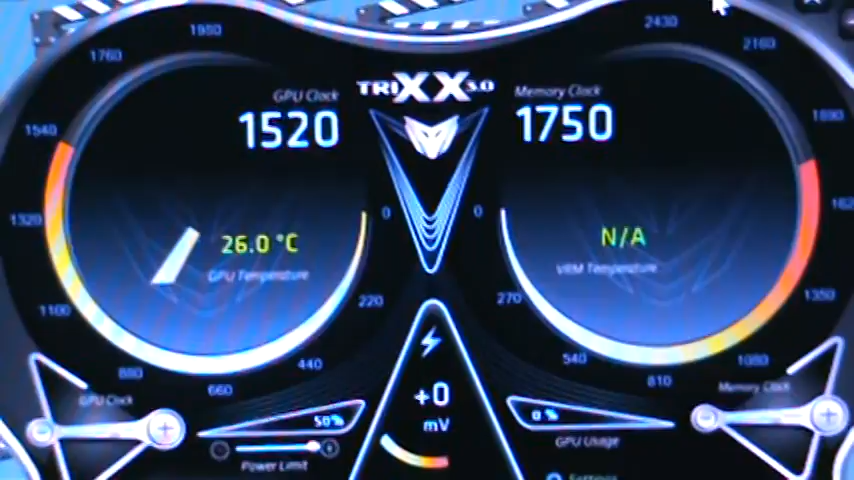 TRIXX 3.0
GPU Clock
1520
Memory Clock
1750
1980
1760
1540
1320
1100
880
660
440
220
0
26.0 °C
GPU Temperature
2430
2160
1890
1350
1080
810
540
270
0
N/A
VRM Temperature
GPU Clock
50%
Power Limit
+0
mV
0 %
GPU Usage
Memory Clock
Settings